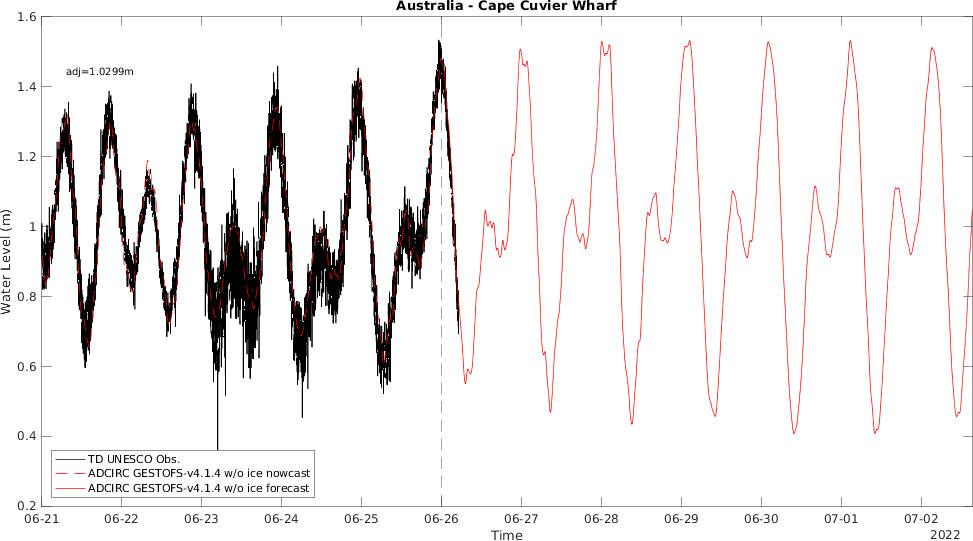 Australia - Cape Cuvier Wharf
1.6
1.4
1.2
1
0.8
0.6
0.4
0.2
Water Level (m)
adj=1.0299m
TD UNESCO Obs.
ADCIRC GESTOFS-v4.1.4 w/o ice nowcast
ADCIRC GESTOFS-v4.1.4 w/o ice forecast
06-21 06-22 06-23 06-24 06-25 06-26 06-27 06-28 06-29 06-30 07-01 07-02
Time
2022